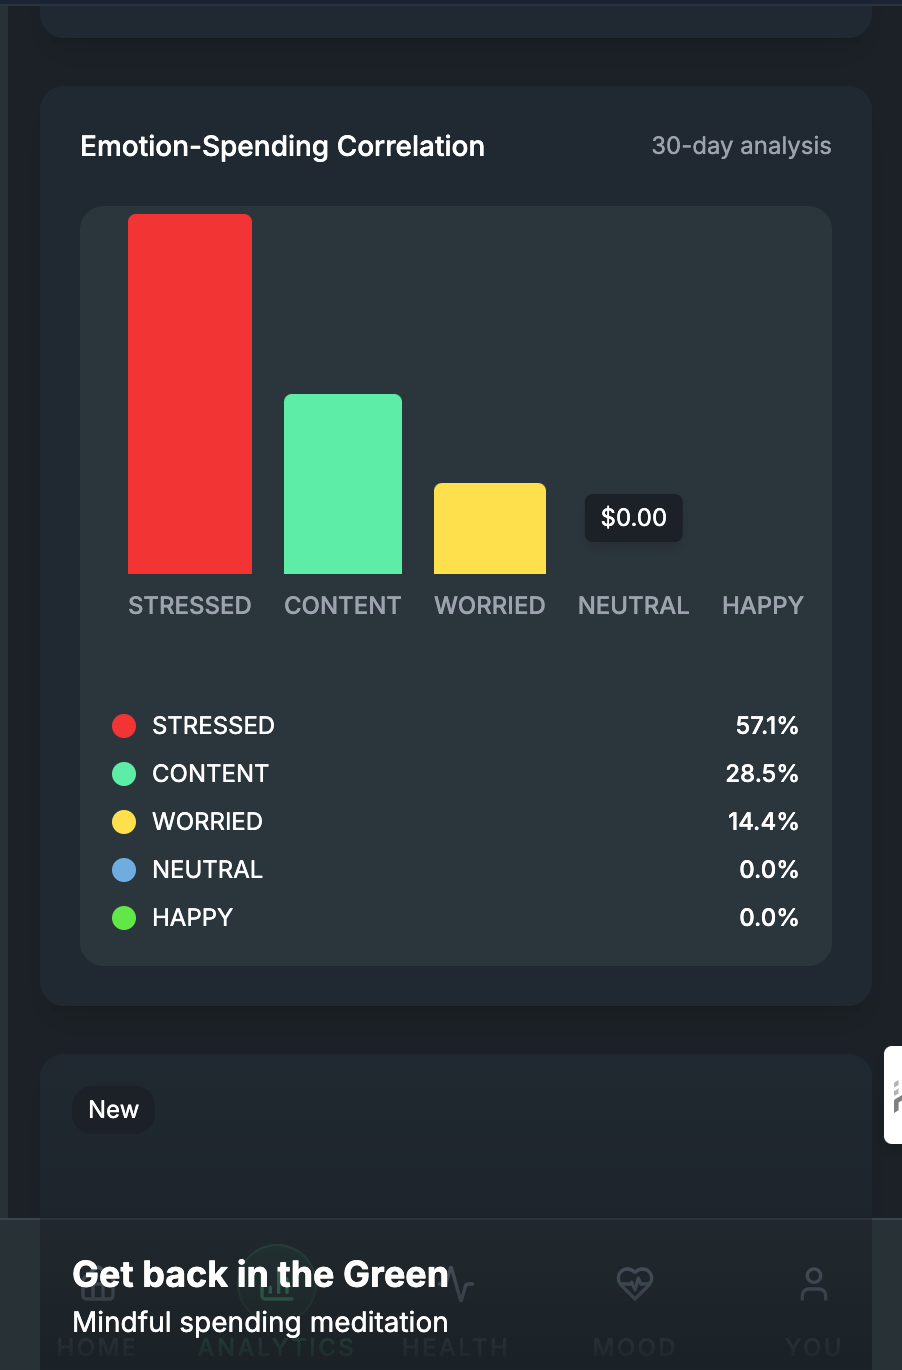 Emotion-Spending Correlation
30-day analysis
$0.00
STRESSED CONTENT WORRIED NEUTRAL HAPPY
STRESSED 57.1%
CONTENT 28.5%
WORRIED 14.4%
NEUTRAL 0.0%
HAPPY 0.0%
New
Get back in the Green
Mindful spending meditation
HOME ANALYTICS HEALTH MOOD YOU